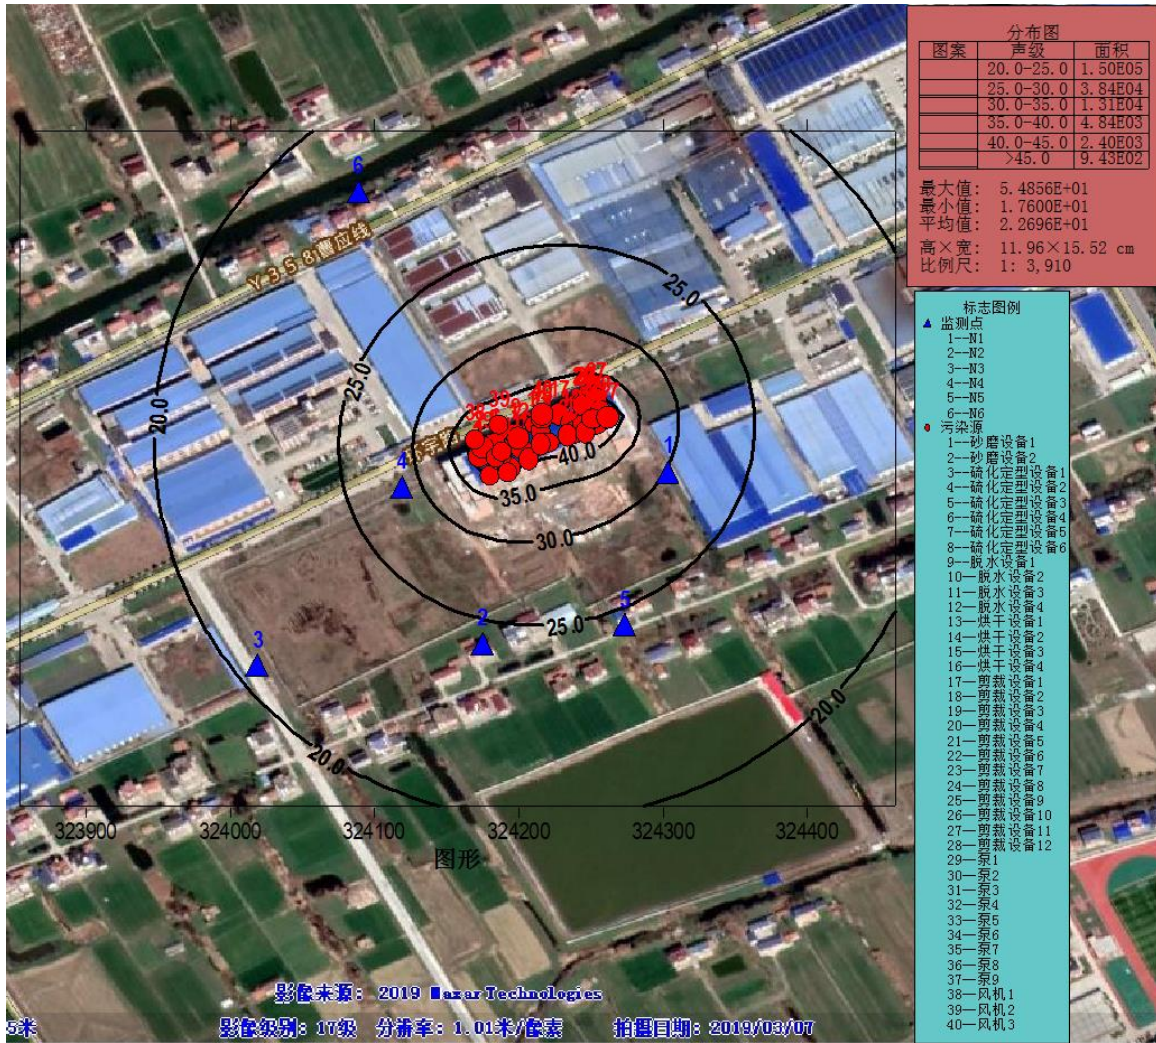 分布图
图案 声级 面积
20.0-25.0 1.50E05
25.0-30.0 3.84E04
30.0-35.0 1.31E04
35.0-40.0 4.84E03
40.0-45.0 2.40E03
>45.0 9.43E02
最大值: 5.4856E+01
最小值: 1.7600E+01
平均值: 2.2696E+01
高×宽: 11.96×15.52 cm
比例尺: 1: 3,910
标志图例
监测点
1--N1
2--N2
3--N3
4--N4
5--N5
6--N6
污染源
1--砂磨设备1
2--砂磨设备2
3--硫化定型设备1
4--硫化定型设备2
5--硫化定型设备3
6--硫化定型设备4
7--硫化定型设备5
8--硫化定型设备6
9--脱水设备1
10--脱水设备2
11--脱水设备3
12--脱水设备4
13--烘干设备1
14--烘干设备2
15--烘干设备3
16--烘干设备4
17--剪裁设备1
18--剪裁设备2
19--剪裁设备3
20--剪裁设备4
21--剪裁设备5
22--剪裁设备6
23--剪裁设备7
24--剪裁设备8
25--剪裁设备9
26--剪裁设备10
27--剪裁设备11
28--剪裁设备12
29--泵1
30--泵2
31--泵3
32--泵4
33--泵5
34--泵6
35--泵7
36--泵8
37--泵9
38--风机1
39--风机2
40--风机3
6
Y-3.5.8曹应线
25.0
25.0
20.0
1
4
40.0
35.0
30.0
25.0
5
2
3
20.0
20.0
323900 324000 324100 324200 324300 324400
图形
影像来源: 2019 Maxar Technologies
5米 影像级别: 17级 分辨率: 1.01米/像素 拍摄日期: 2019/03/07